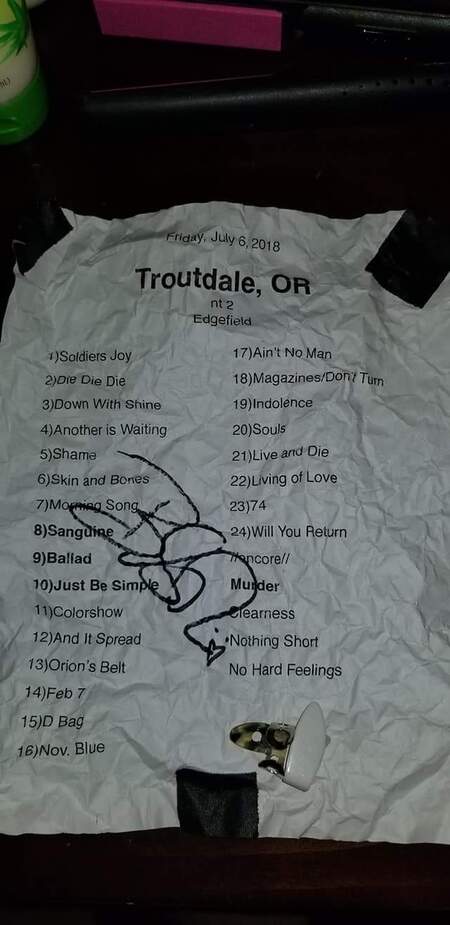 Friday, July 6, 2018
Troutdale, OR
nt 2
Edgefield
1)Soldiers Joy
2)Die Die Die
3)Down With Shine
4)Another is Waiting
5)Shame
6)Skin and Bones
7)Morning Song
8)Sanguine
9)Ballad
10)Just Be Simple
11)Colorshow
12)And It Spread
13)Orion's Belt
14)Feb 7
15)D Bag
16)Nov. Blue
17)Ain't No Man
18)Magazines/Don't Turn
19)Indolence
20)Souls
21)Live and Die
22)Living of Love
23)74
24)Will You Return
//encore//
Murder
Clearness
Nothing Short
No Hard Feelings